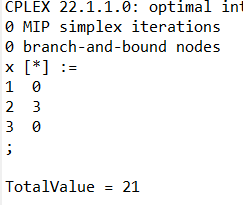 CPLEX 22.1.1.0: optimal
0 MIP simplex iterations
0 branch-and-bound nodes
x [*] :=
1 0
2 3
3 0
;
TotalValue = 21